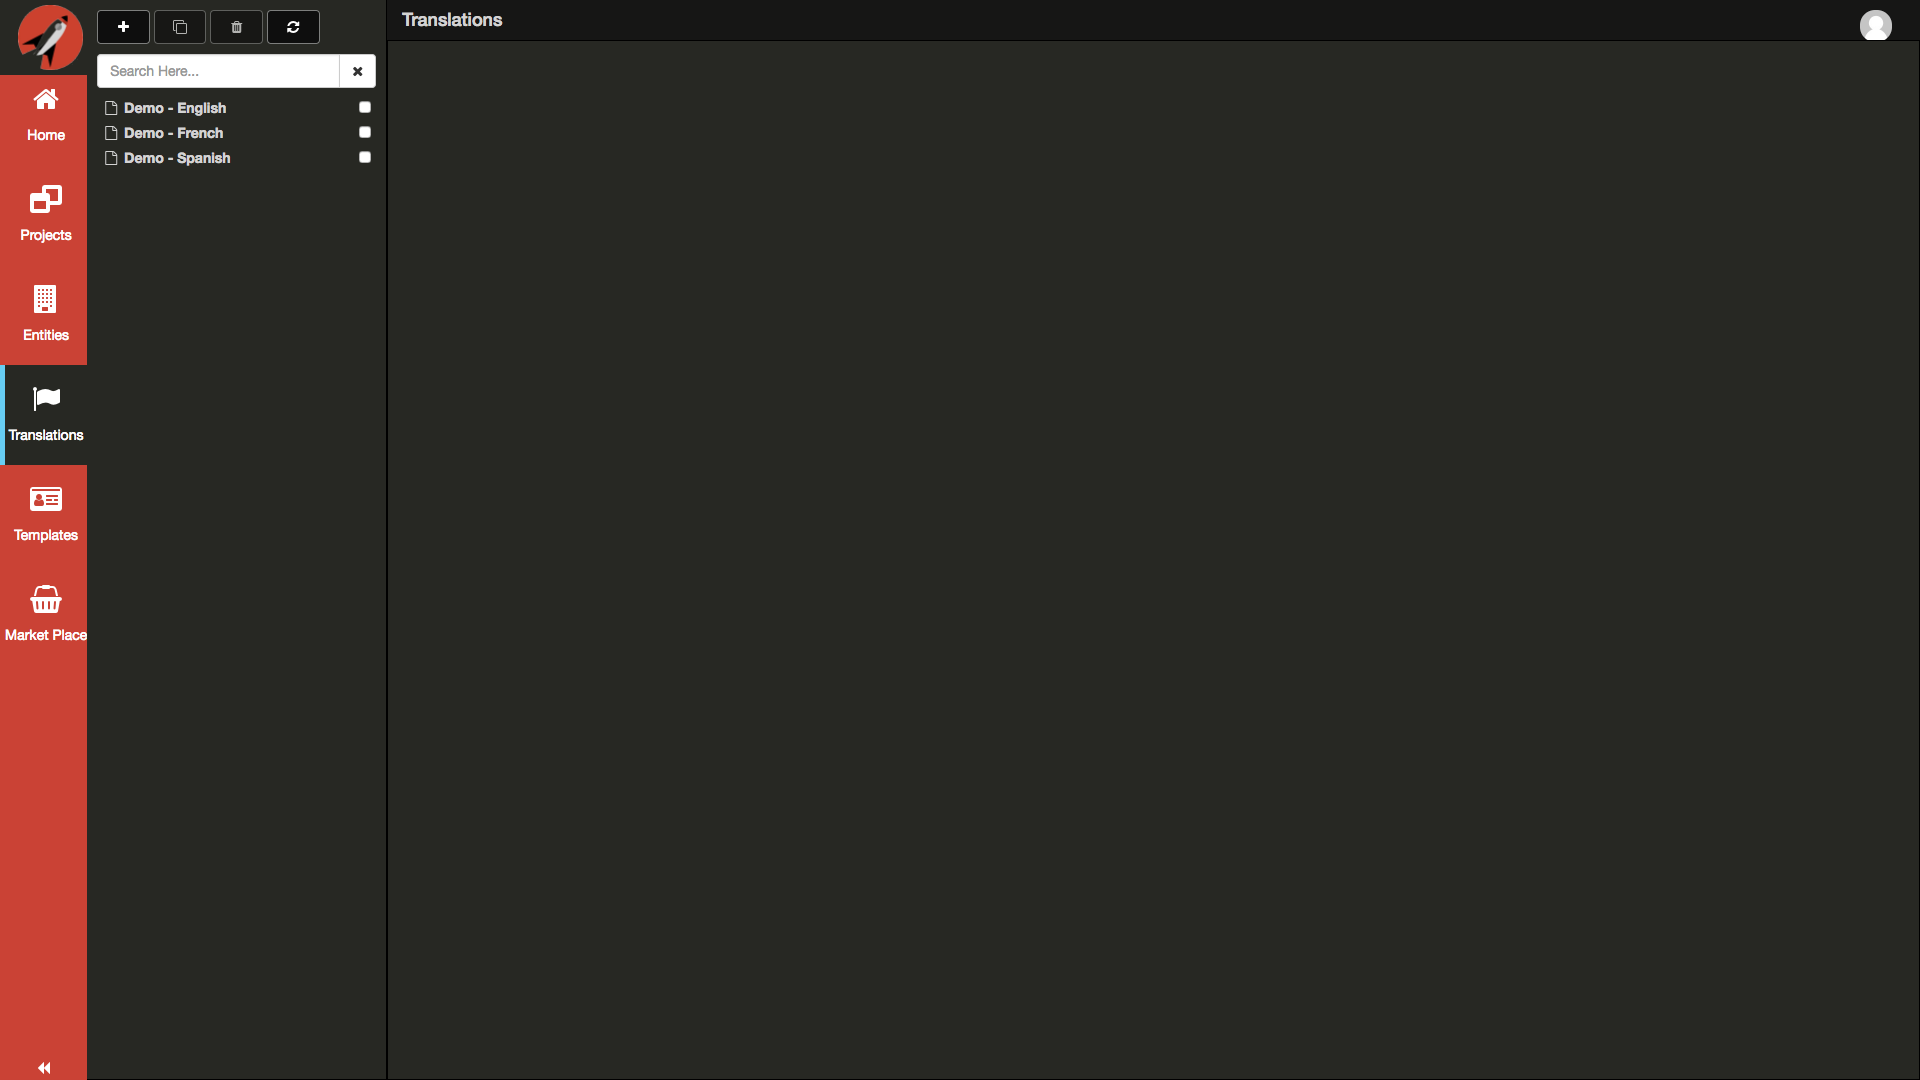 Translations
Search Here...
Demo - English
Demo - French
Demo - Spanish
Home
Projects
Entities
Translations
Templates
Market Place